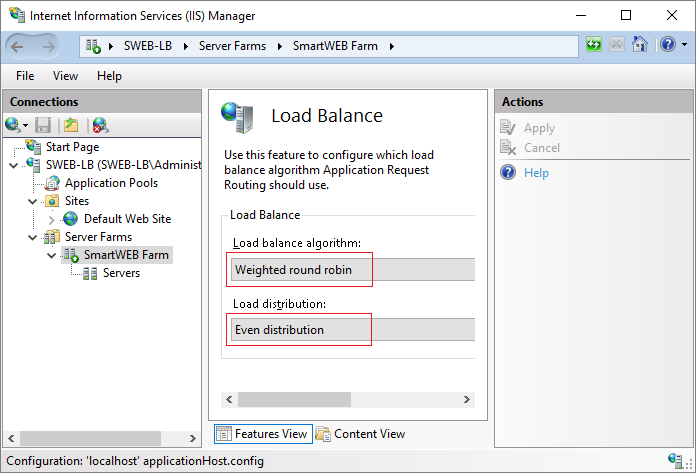 Internet Information Services (IIS) Manager
SWEB-LB
Server Farms
SmartWEB Farm
File
View
Help
Connections
Start Page
SWEB-LB (SWEB-LB\Administ
Application Pools
Sites
Default Web Site
Server Farms
SmartWEB Farm
Servers
Load Balance
Use this feature to configure which load
balance algorithm Application Request
Routing should use.
Load Balance
Load balance algorithm:
Weighted round robin
Load distribution:
Even distribution
Features View
Content View
Actions
Apply
Cancel
Help
Configuration: 'localhost' applicationHost.config